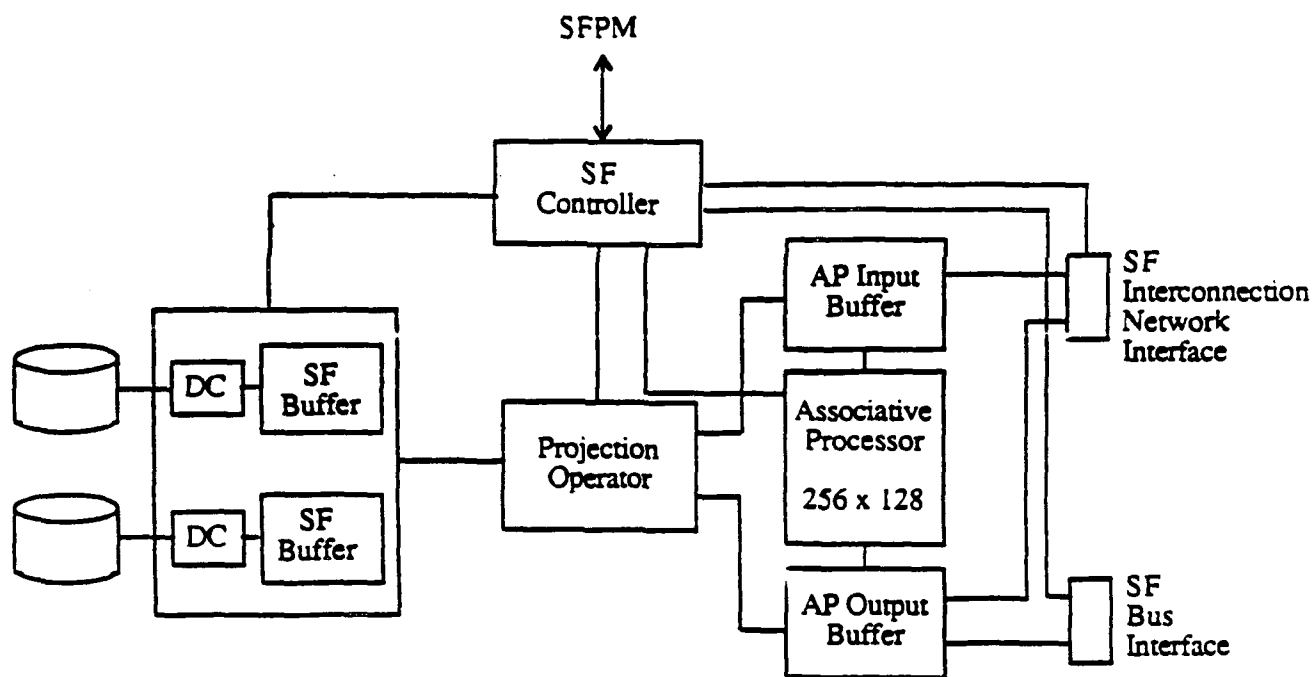 SFPM
SF
Controller
AP Input
Buffer
SF
Interconnection
Network
Interface
DC
SF
Buffer
Projection
Operator
Associative
Processor
256 x 128
DC
SF
Buffer
AP Output
Buffer
SF
Bus
Interface